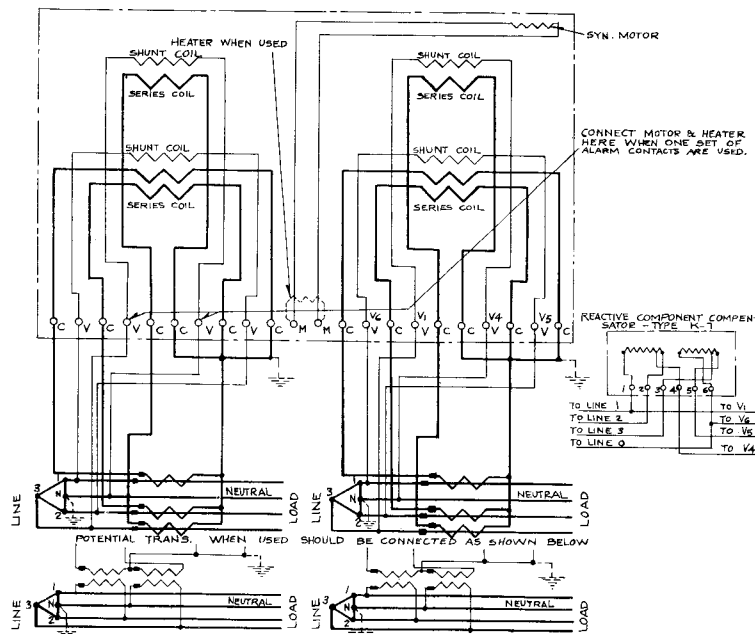 HEATER WHEN USED
SYN. MOTOR
SHUNT COIL
SERIES COIL
SHUNT COIL
SERIES COIL
SHUNT COIL
SERIES COIL
SHUNT COIL
SERIES COIL
CONNECT MOTOR & HEATER
HERE WHEN ONE SET OF
ALARM CONTACTS ARE USED.
C V C V C C V C V C M M C V6 V1 C C V4 C V5 C
REACTIVE COMPONENT COMPEN-
SATOR - TYPE K-7
1 2 3 4 5 6
TO LINE 1 TO V1
TO LINE 2 TO V6
TO LINE 3 TO V5
TO LINE 0 TO V4
LINE 3 1 N 2 NEUTRAL LOAD
LINE 3 1 N 2 NEUTRAL LOAD
POTENTIAL TRANS. WHEN USED SHOULD BE CONNECTED AS SHOWN BELOW
LINE 3 1 N 2 NEUTRAL LOAD
LINE 3 1 N 2 NEUTRAL LOAD